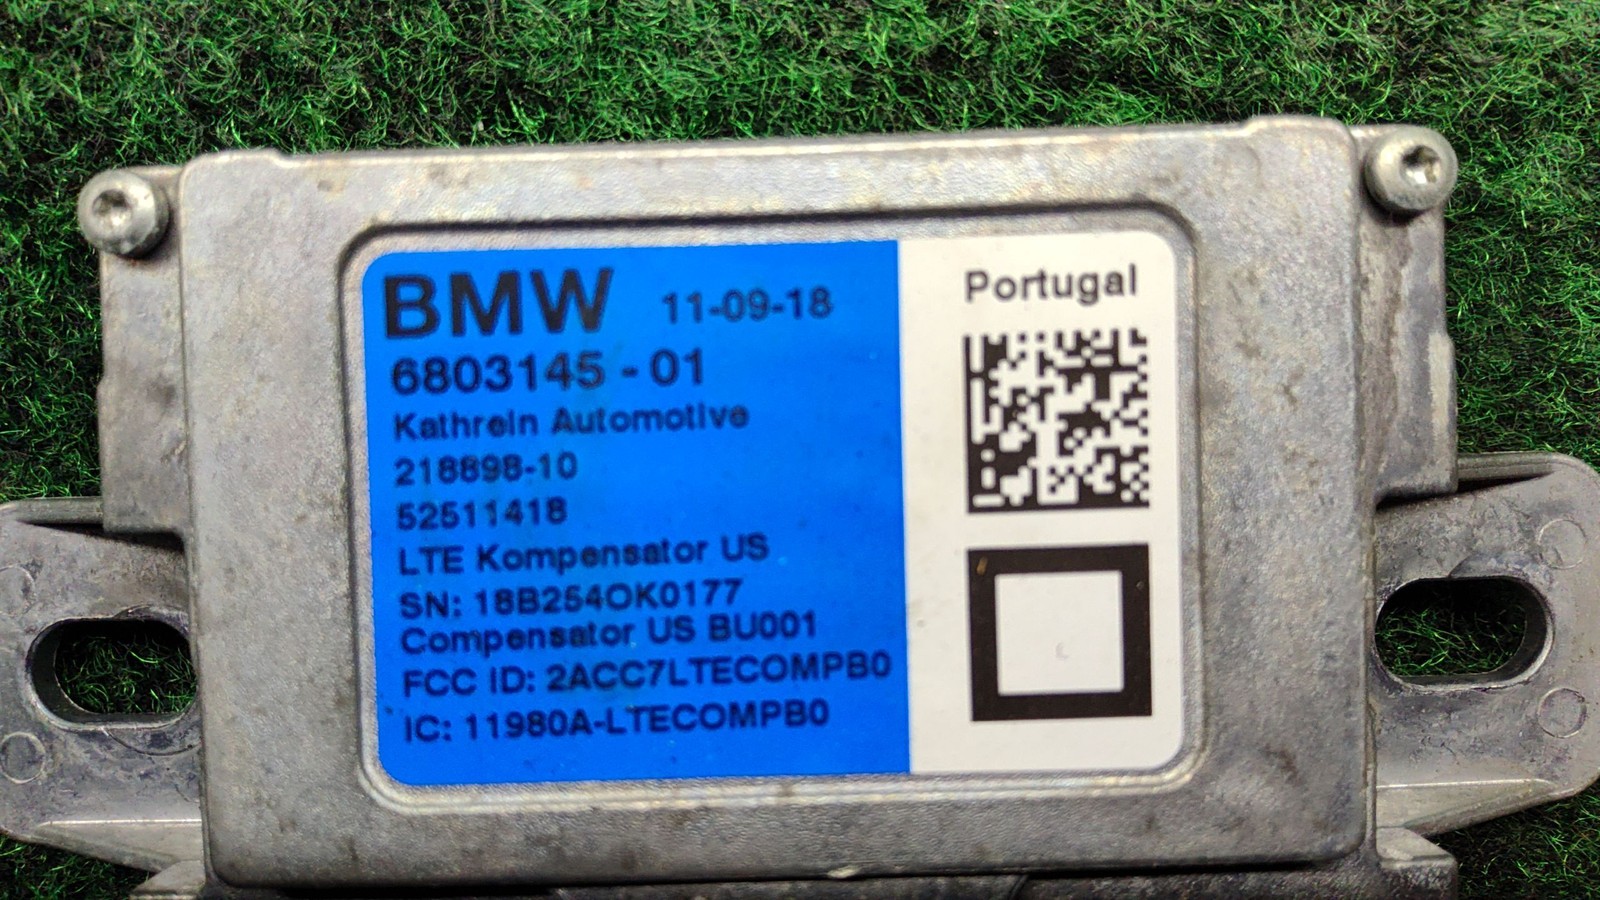 BMW 11-09-18
6803145 - 01
Kathrein Automotive
218898-10
52511418
LTE Kompensator US
SN: 18B254OK0177
Compensator US BU001
FCC ID: 2ACC7LTECOMPB0
IC: 11980A-LTECOMPB0
Portugal